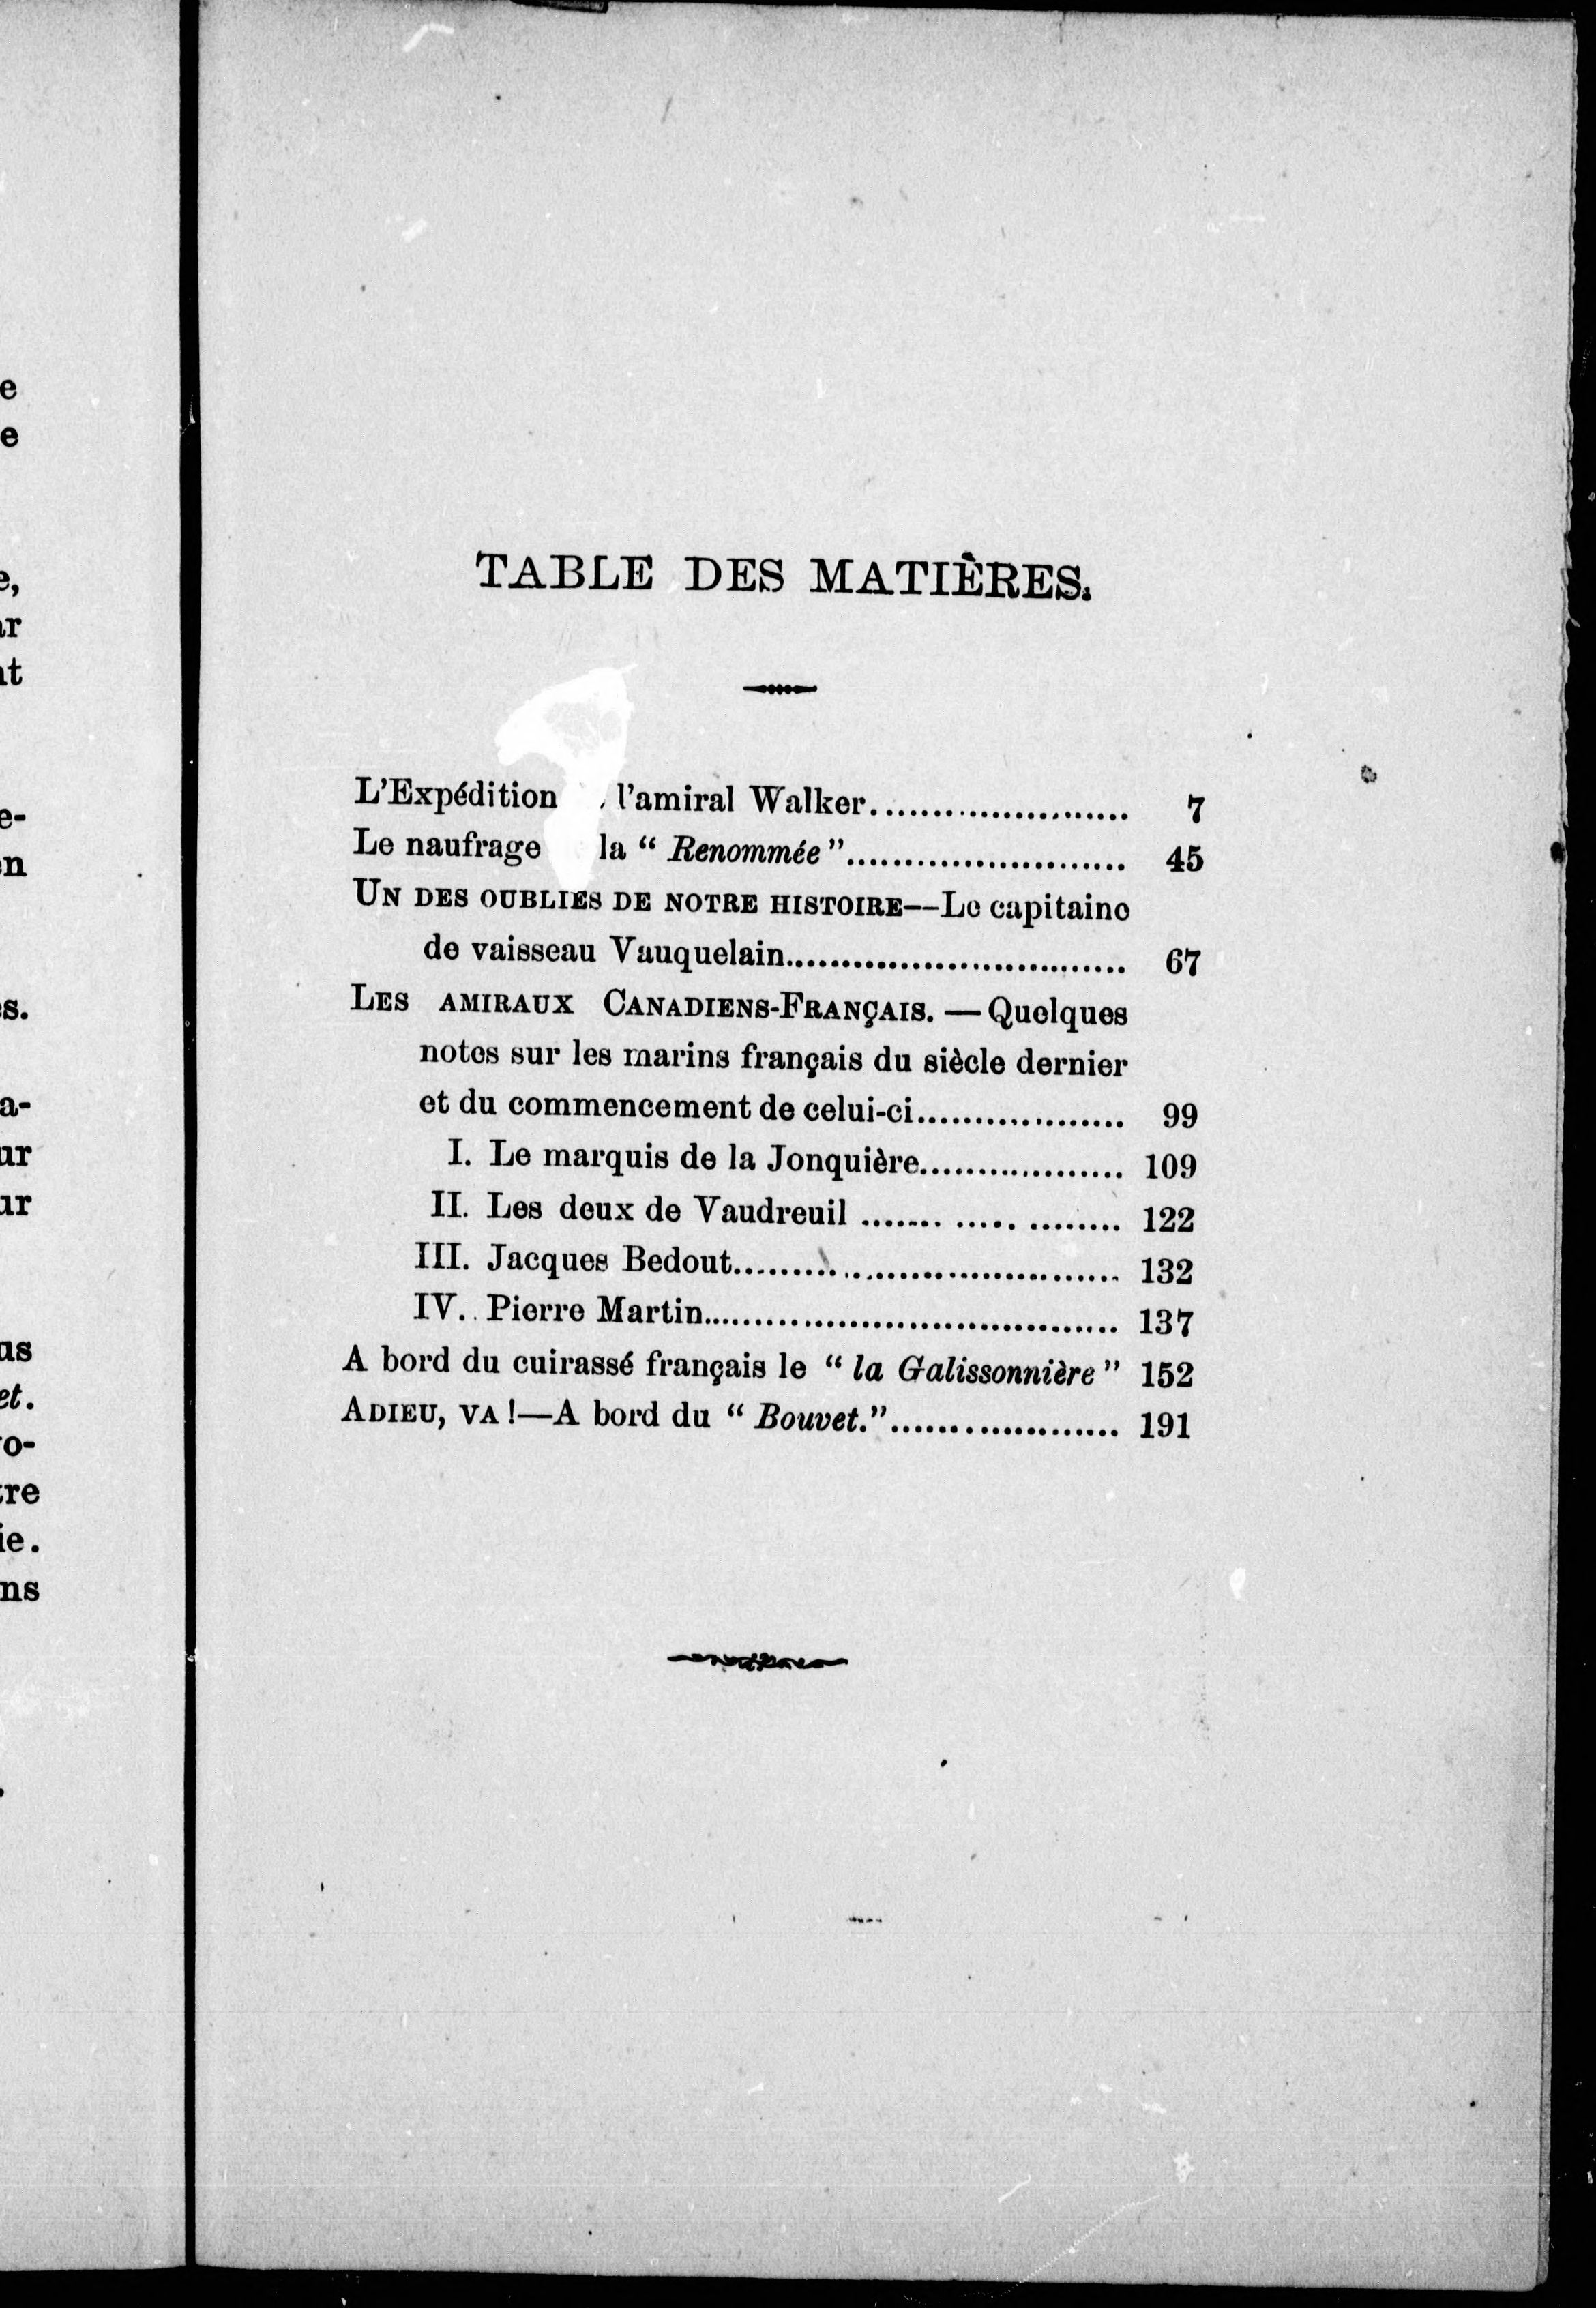 TABLE DES MATIÈRES.
L'Expédition l'amiral Walker........................ 7
Le naufrage la “ Renommée ”......................... 45
UN DES OUBLIÉS DE NOTRE HISTOIRE—Le capitaine
de vaisseau Vauquelain.............................. 67
LES AMIRAUX CANADIENS-FRANÇAIS. — Quelques
notes sur les marins français du siècle dernier
et du commencement de celui-ci................... 99
I. Le marquis de la Jonquière.................. 109
II. Les deux de Vaudreuil ....... ..... ........ 122
III. Jacques Bedout.................................. 132
IV. Pierre Martin..................................... 137
A bord du cuirassé français le “ la Galissonnière ” 152
ADIEU, VA !—A bord du “ Bouvet.”.................... 191